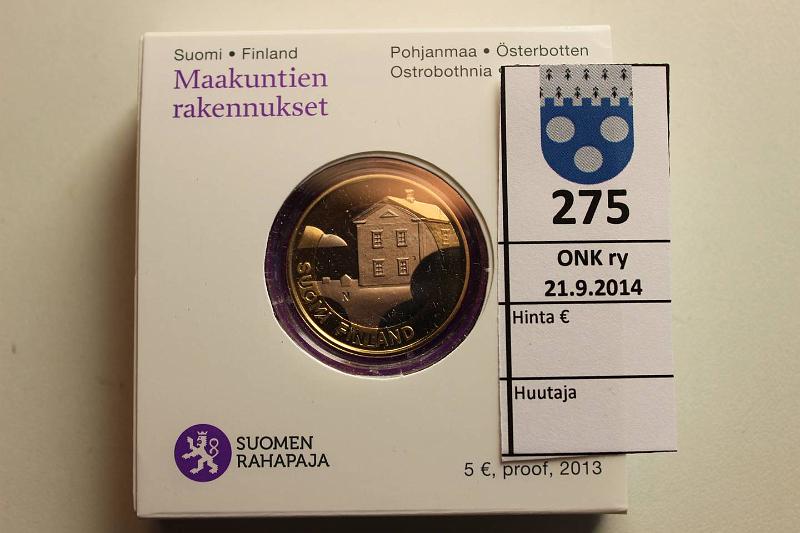 Suomi • Finland
Maakuntien
rakennukset
Pohjanmaa • Österbotten
Ostrobothnia •
SUOMI FINLAND
N
SUOMEN
RAHAPAJA
5 €, proof, 2013
275
ONK ry
21.9.2014
Hinta €
Huutaja